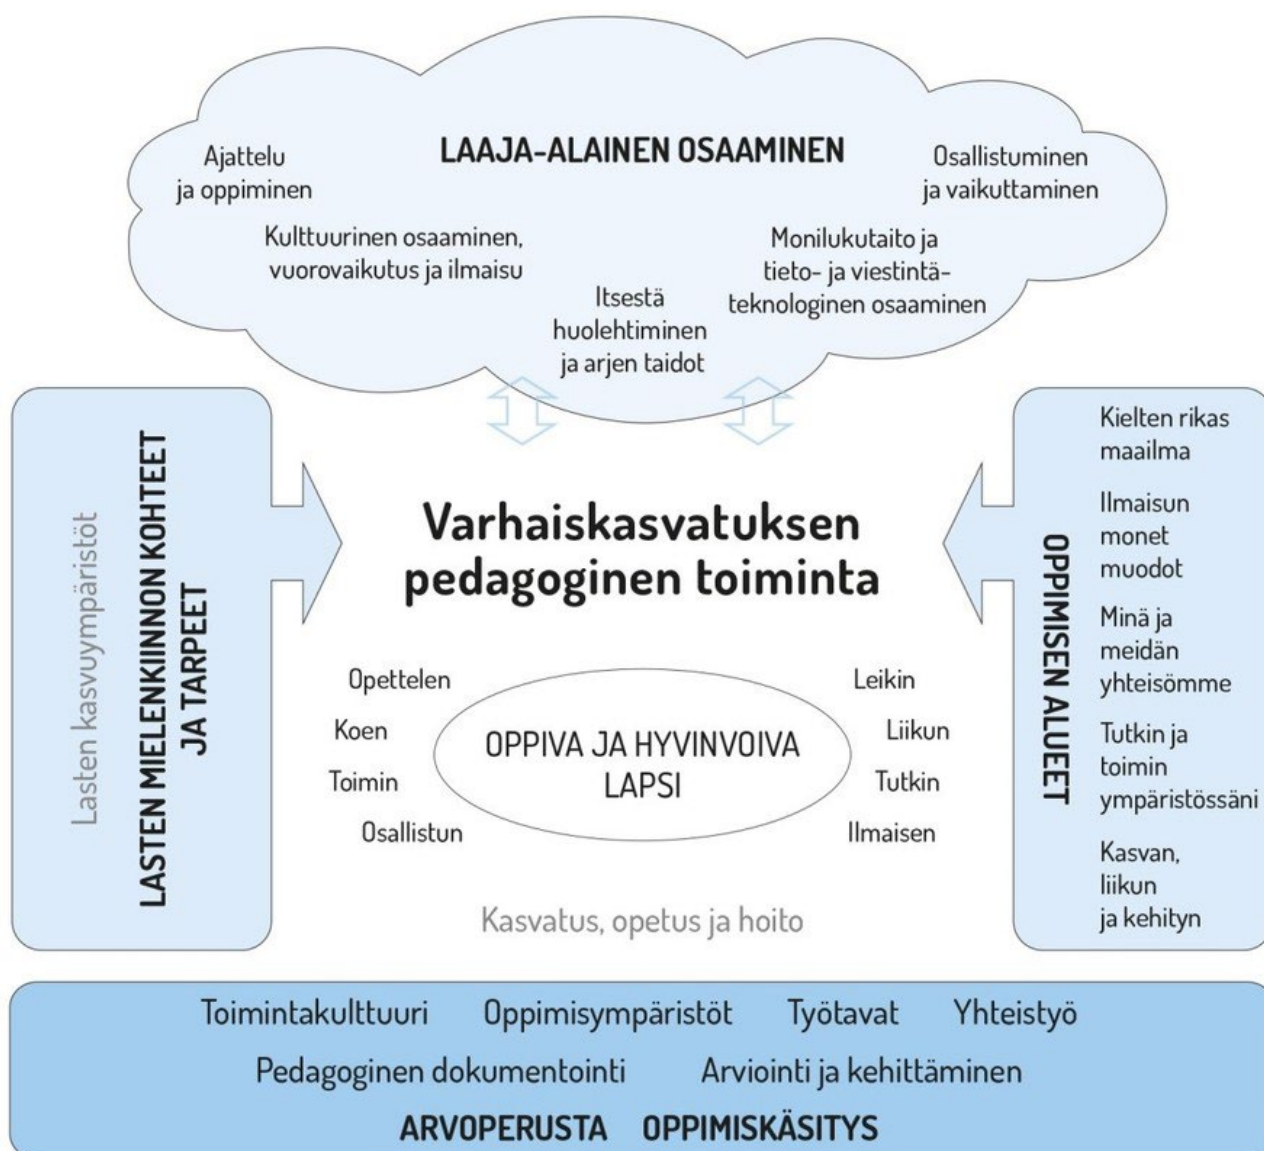 LAAJA-ALAINEN OSAAMINEN
Ajattelu
ja oppiminen
Kulttuurinen osaaminen,
vuorovaikutus ja ilmaisu
Itsestä
huolehtiminen
ja arjen taidot
Monilukutaito ja
tieto- ja viestintä-
teknologinen osaaminen
Osallistuminen
ja vaikuttaminen
Lasten kasvuympäristöt
LASTEN MIELENKIINNON KOHTEET
JA TARPEET
Varhaiskasvatuksen
pedagoginen toiminta
Opettelen
Koen
Toimin
Osallistun
OPPIVA JA HYVINVOIVA
LAPSI
Leikin
Liikun
Tutkin
Ilmaisen
Kasvatus, opetus ja hoito
OPPIMISEN ALUEET
Kielten rikas
maailma
Ilmaisun
monet
muodot
Minä ja
meidän
yhteisömme
Tutkin ja
toimin
ympäristössäni
Kasvan,
liikun
ja kehityn
Toimintakulttuuri Oppimisympäristöt Työtavat Yhteistyö
Pedagoginen dokumentointi Arviointi ja kehittäminen
ARVOPERUSTA OPPIMISKÄSITYS